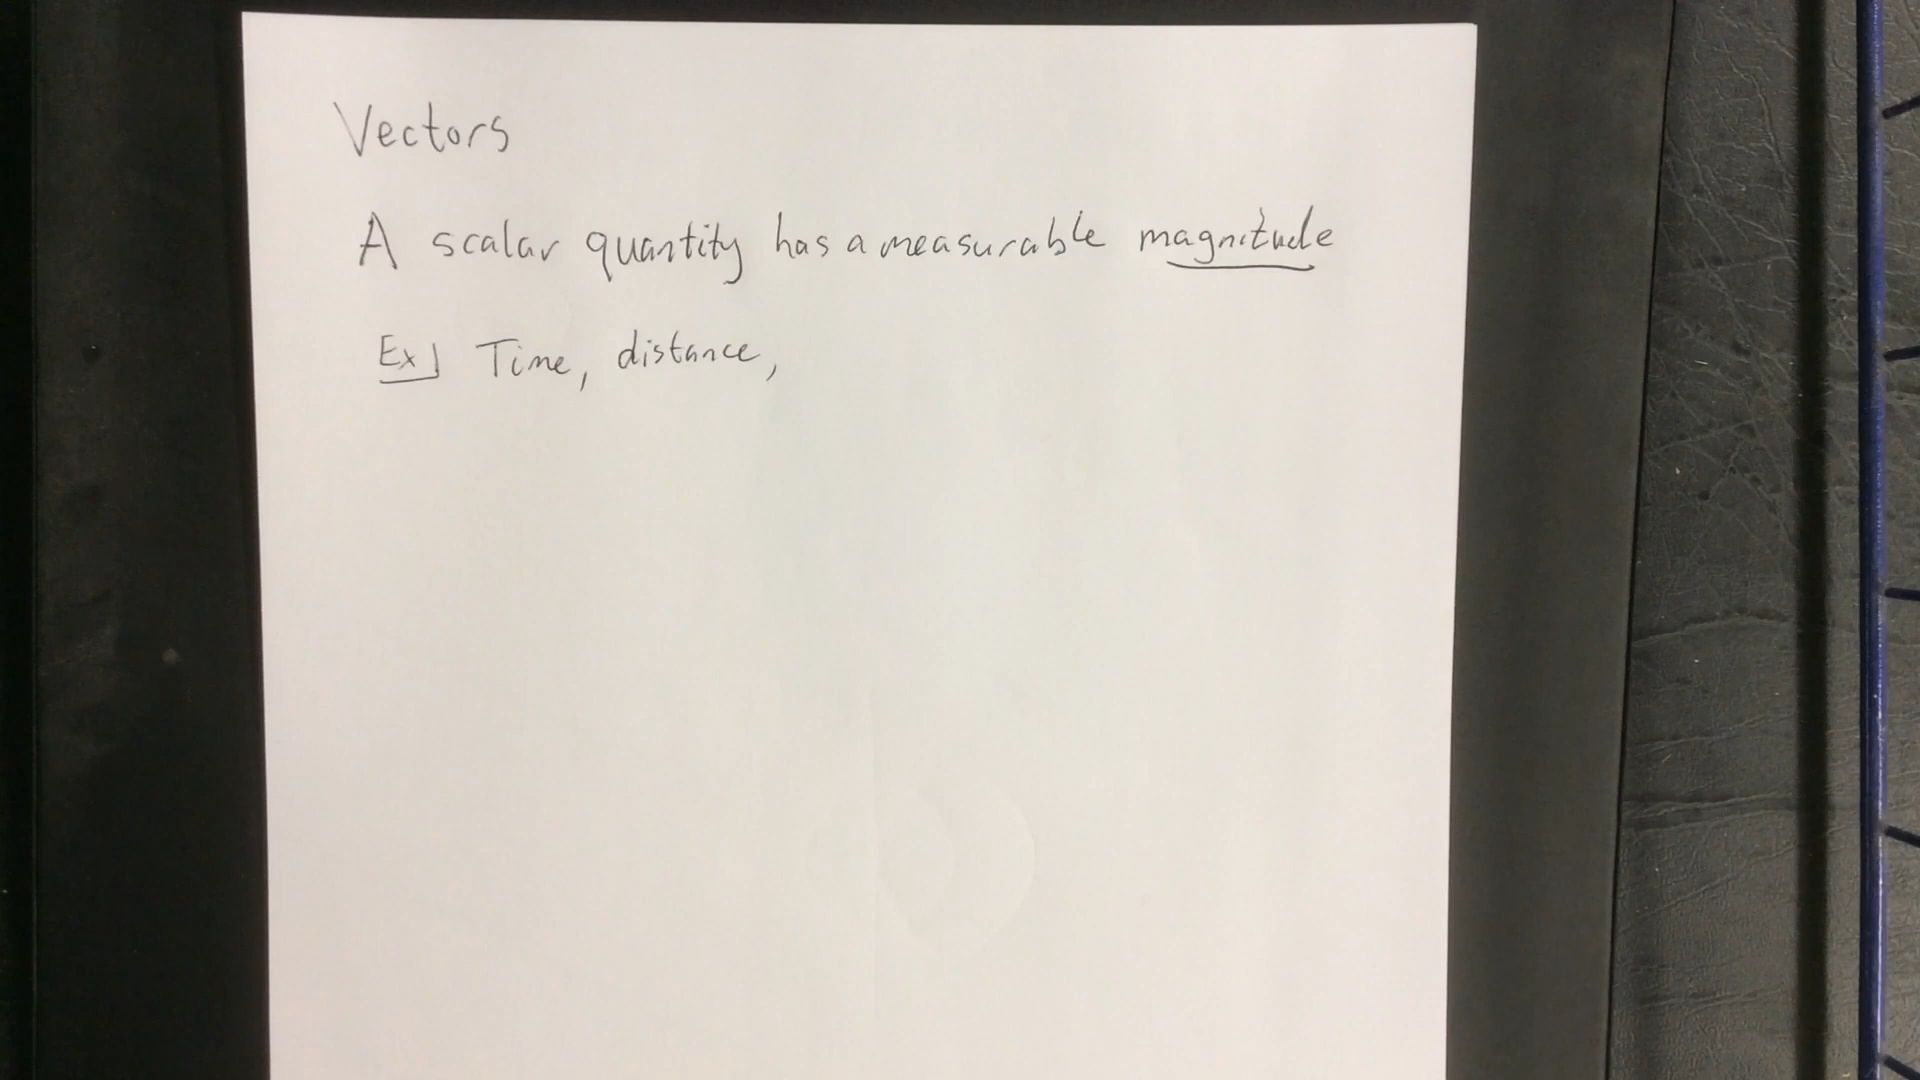 Vectors
A scalar quantity has a measurable magnitude
Ex] Time, distance,